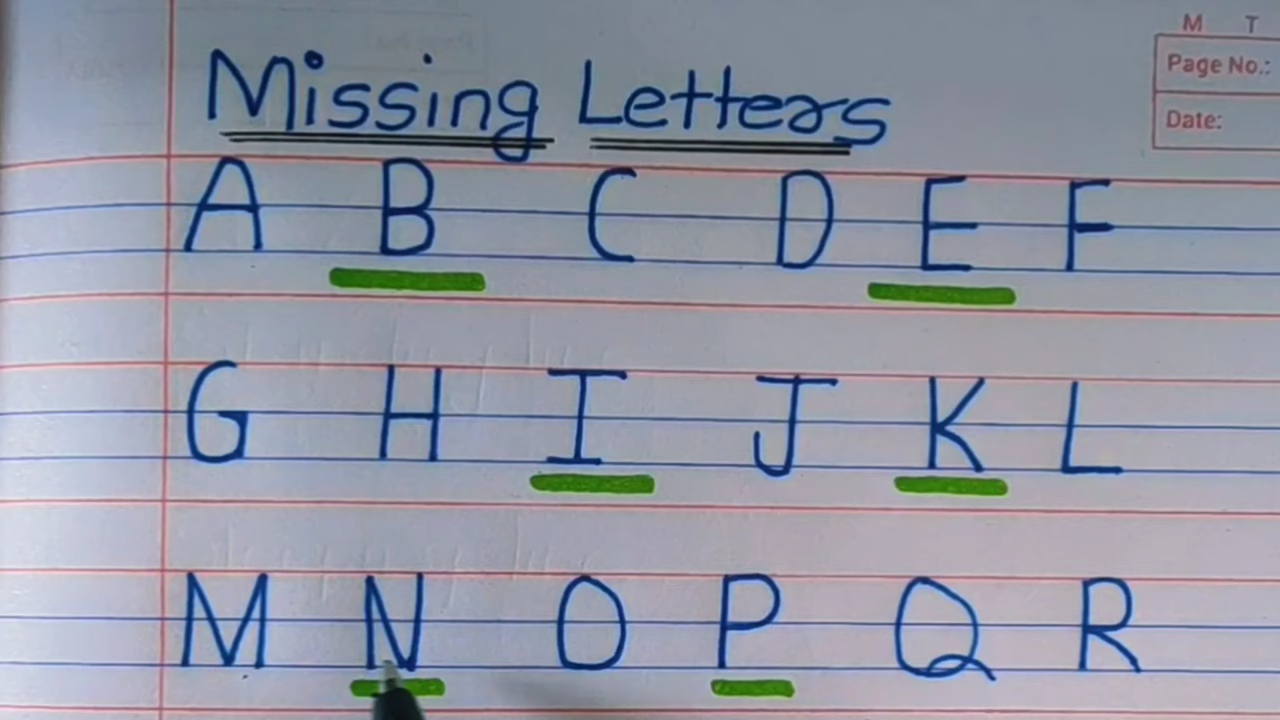 M T
Page No.:
Date:
Missing Letters
A B C D E F
G H I J K L
M N O P Q R